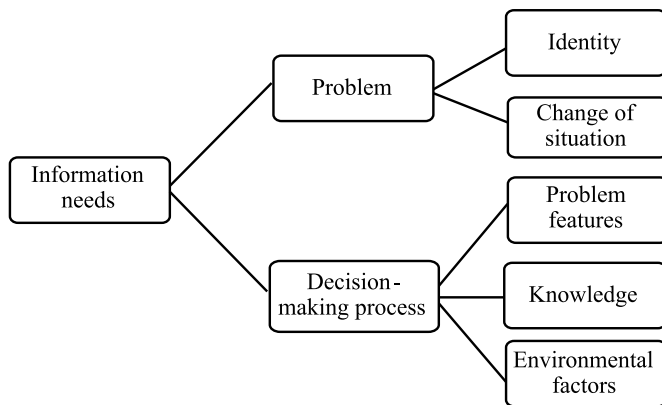 Identity
Problem
Change of
situation
Information
needs
Problem
features
Decision-
making process
Knowledge
Environmental
factors